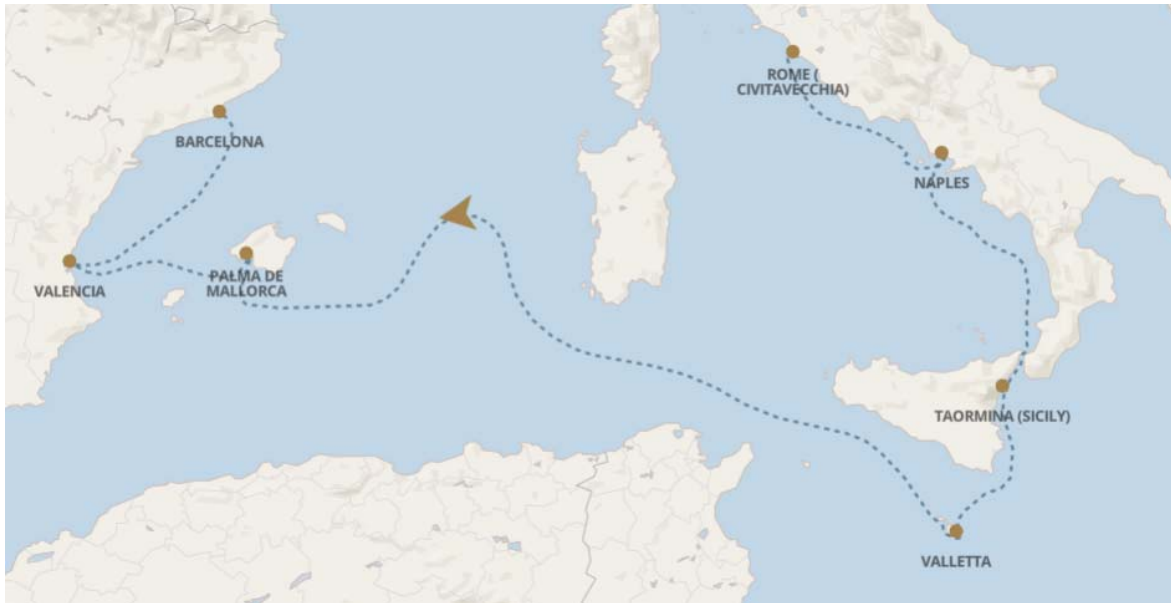 ROME (
CIVITAVECCHIA)
BARCELONA
NAPLES
PALMA DE
MALLORCA
VALENCIA
TAORMINA (SICILY)
VALLETTA